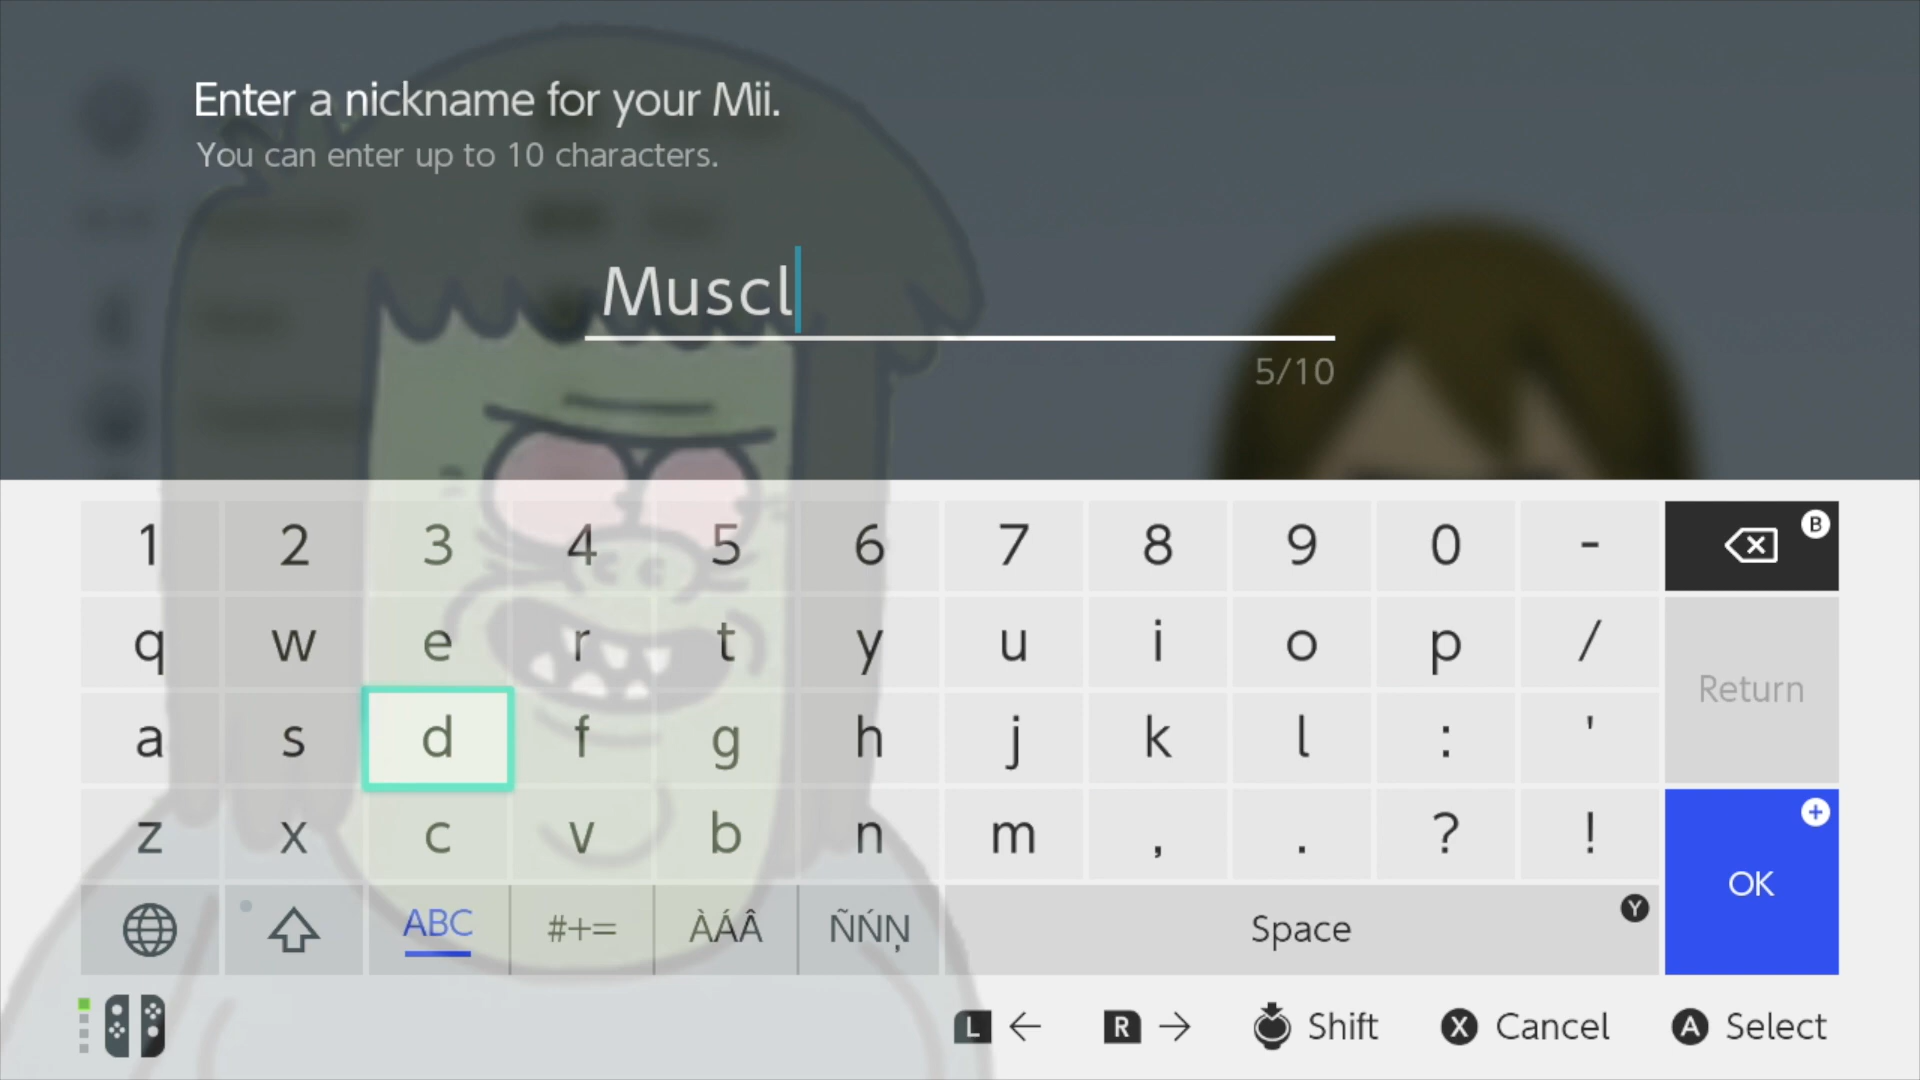 Enter a nickname for your Mii.
You can enter up to 10 characters.
Muscl
5/10
1 2 3 4 5 6 7 8 9 0 - B
q w e r t y u i o p / Return
a s d f g h j k l : '
z x c v b n m , . ? ! + OK
ABC #+= ÀÁÂ ÑŃŅ Space Y
L ← R → Shift X Cancel A Select